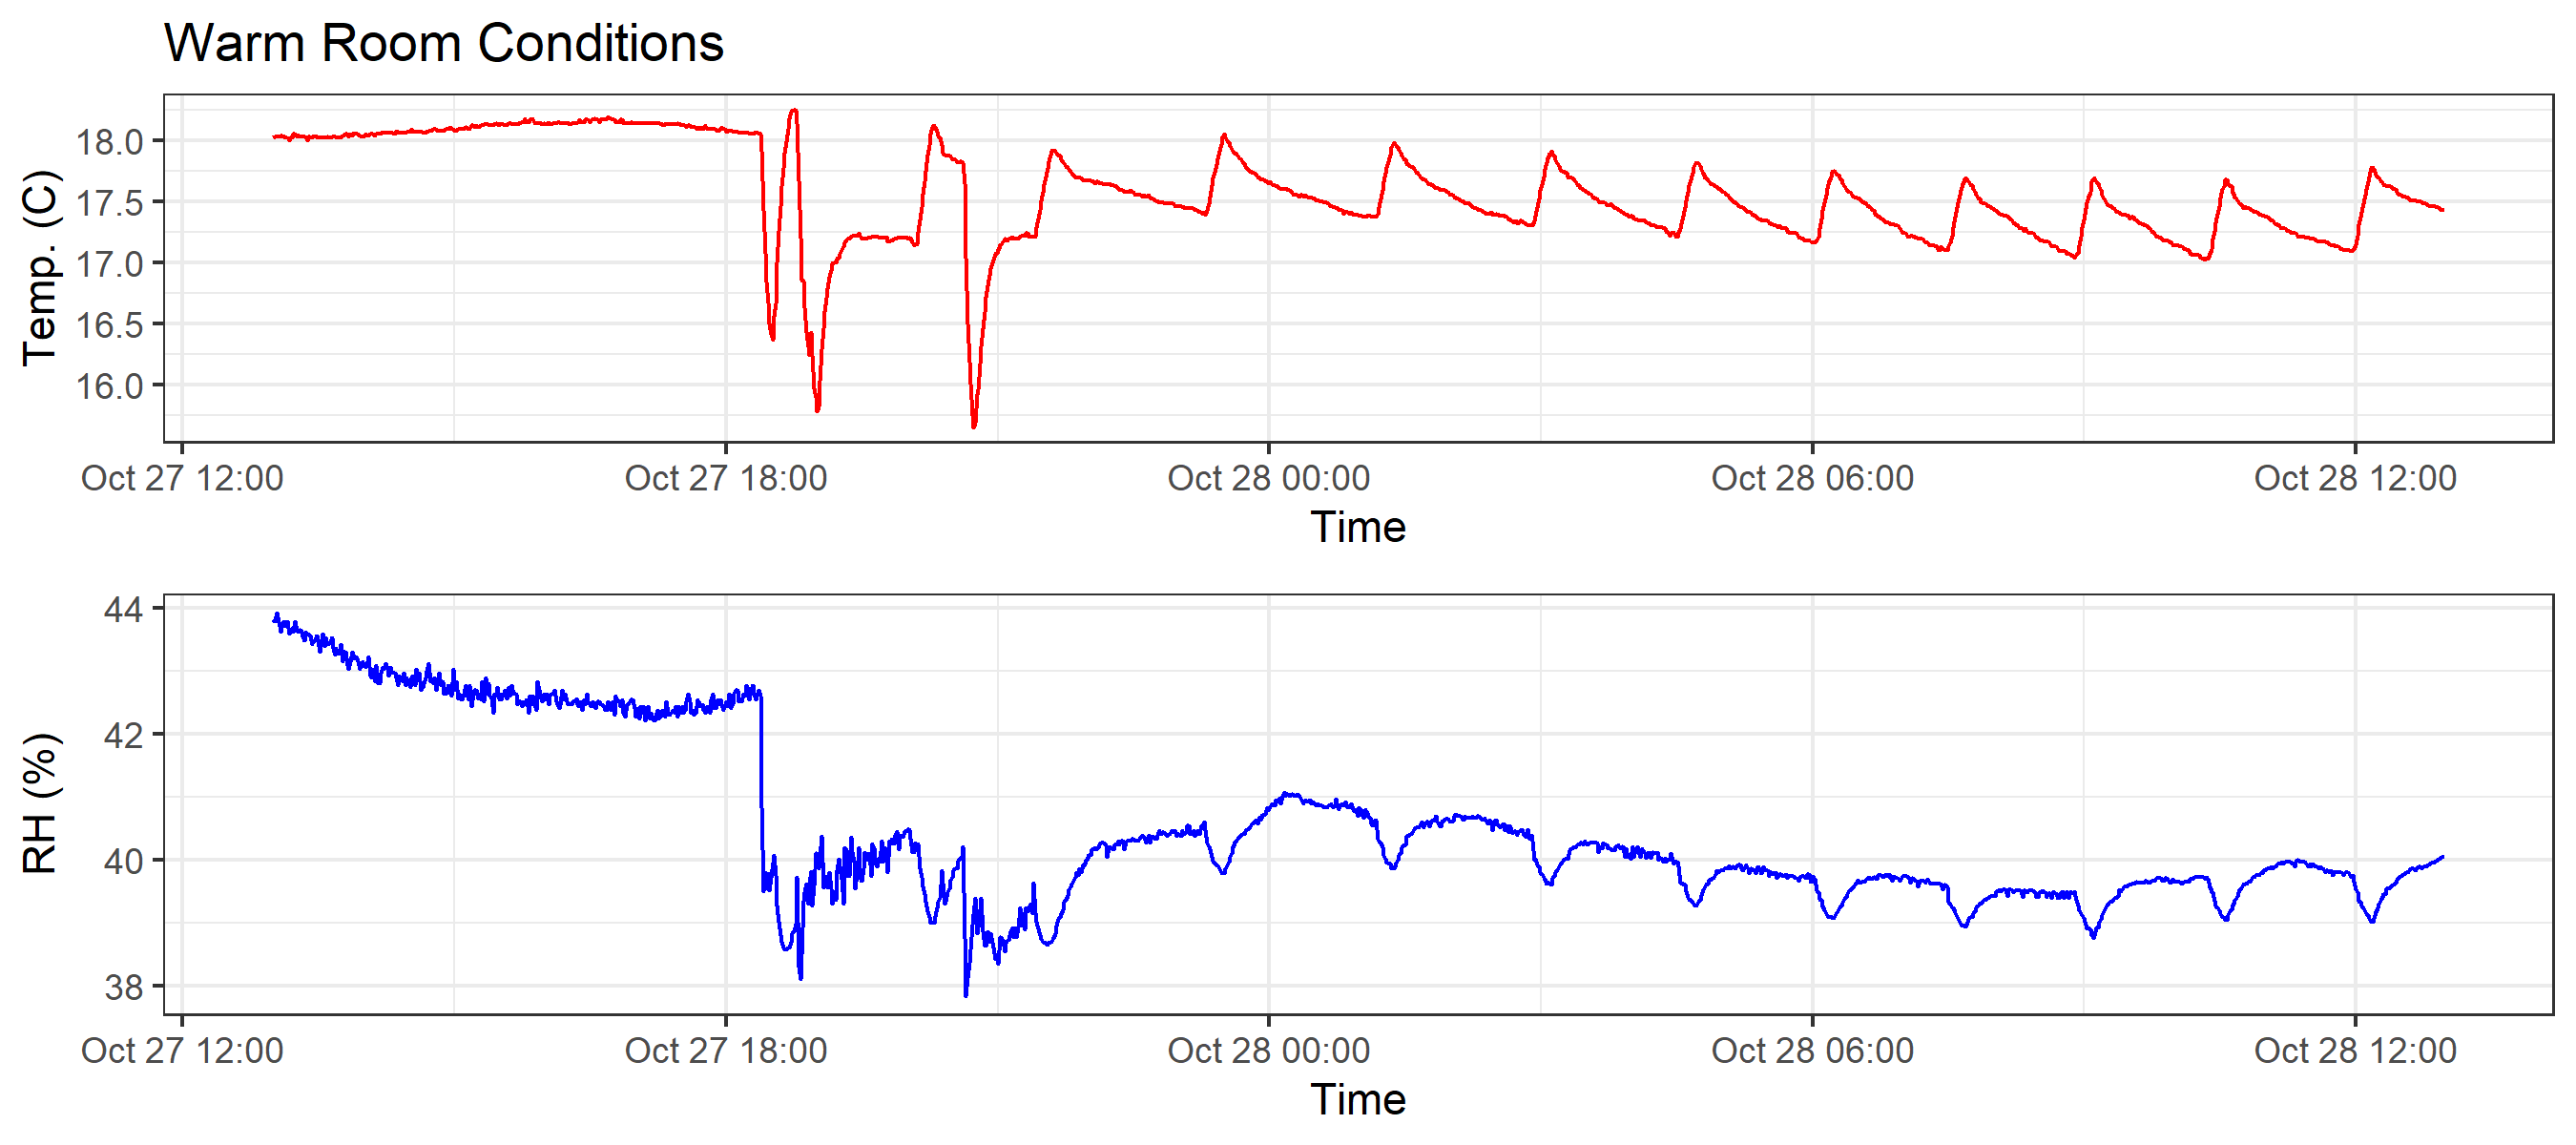 Warm Room Conditions
Temp. (C)
18.0
17.5
17.0
16.5
16.0
Oct 27 12:00 Oct 27 18:00 Oct 28 00:00 Oct 28 06:00 Oct 28 12:00
Time
RH (%)
44
42
40
38
Oct 27 12:00 Oct 27 18:00 Oct 28 00:00 Oct 28 06:00 Oct 28 12:00
Time